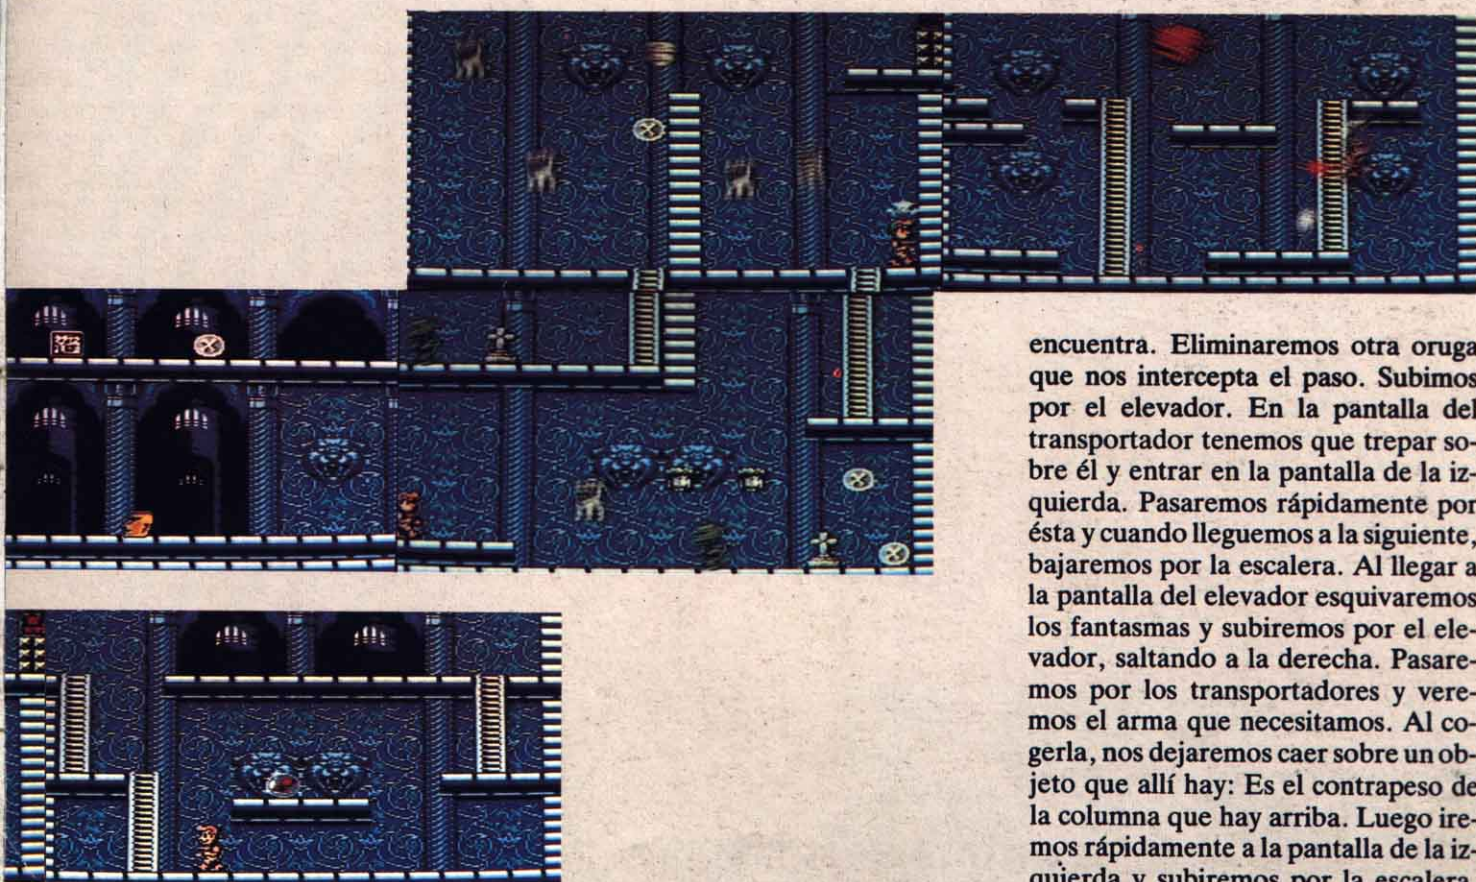 encuentra. Eliminaremos otra oruga
que nos intercepta el paso. Subimos
por el elevador. En la pantalla del
transportador tenemos que trepar so-
bre él y entrar en la pantalla de la iz-
quierda. Pasaremos rápidamente por
ésta y cuando lleguemos a la siguiente,
bajaremos por la escalera. Al llegar a
la pantalla del elevador esquivaremos
los fantasmas y subiremos por el ele-
vador, saltando a la derecha. Pasare-
mos por los transportadores y vere-
mos el arma que necesitamos. Al co-
gerla, nos dejaremos caer sobre un ob-
jeto que allí hay: Es el contrapeso de
la columna que hay arriba. Luego ire-
mos rápidamente a la pantalla de la iz-
quierda y subiremos por la escalera.